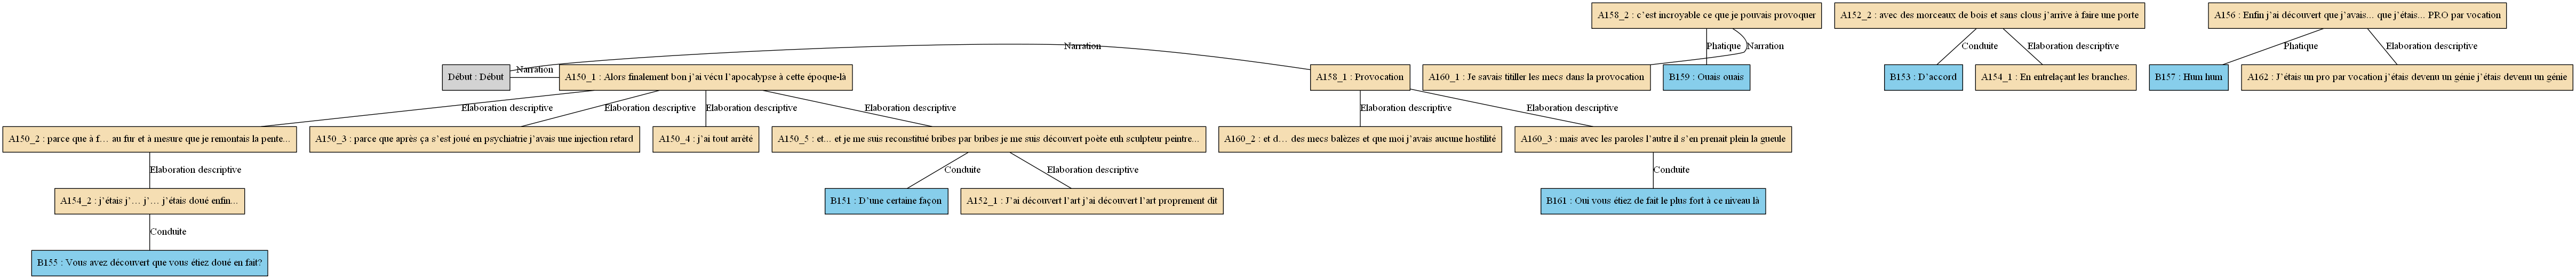 A158_2 : c'est incroyable ce que je pouvais provoquer
A152_2 : avec des morceaux de bois et sans clous j'arrive à faire une porte
A156 : Enfin j'ai découvert que j'avais... que j'étais... PRO par vocation
Narration
Phatique
Narration
Conduite
Elaboration descriptive
Phatique
Elaboration descriptive
Début : Début
Narration
A150_1 : Alors finalement bon j'ai vécu l'apocalypse à cette époque-là
A158_1 : Provocation
A160_1 : Je savais titiller les mecs dans la provocation
B159 : Ouais ouais
B153 : D'accord
A154_1 : En entrelaçant les branches.
B157 : Hum hum
A162 : J'étais un pro par vocation j'étais devenu un génie j'étais devenu un génie
Elaboration descriptive
Elaboration descriptive
Elaboration descriptive
Elaboration descriptive
Elaboration descriptive
Elaboration descriptive
A150_2 : parce que à f… au fur et à mesure que je remontais la pente...
A150_3 : parce que après ça s'est joué en psychiatrie j'avais une injection retard
A150_4 : j'ai tout arrêté
A150_5 : et... et je me suis reconstitué bribes par bribes je me suis découvert poète euh sculpteur peintre...
A160_2 : et d… des mecs balèzes et que moi j'avais aucune hostilité
A160_3 : mais avec les paroles l'autre il s'en prenait plein la gueule
Elaboration descriptive
Conduite
Elaboration descriptive
Conduite
A154_2 : j'étais j'… j'… j'étais doué enfin...
B151 : D'une certaine façon
A152_1 : J'ai découvert l'art j'ai découvert l'art proprement dit
B161 : Oui vous étiez de fait le plus fort à ce niveau là
Conduite
B155 : Vous avez découvert que vous étiez doué en fait?